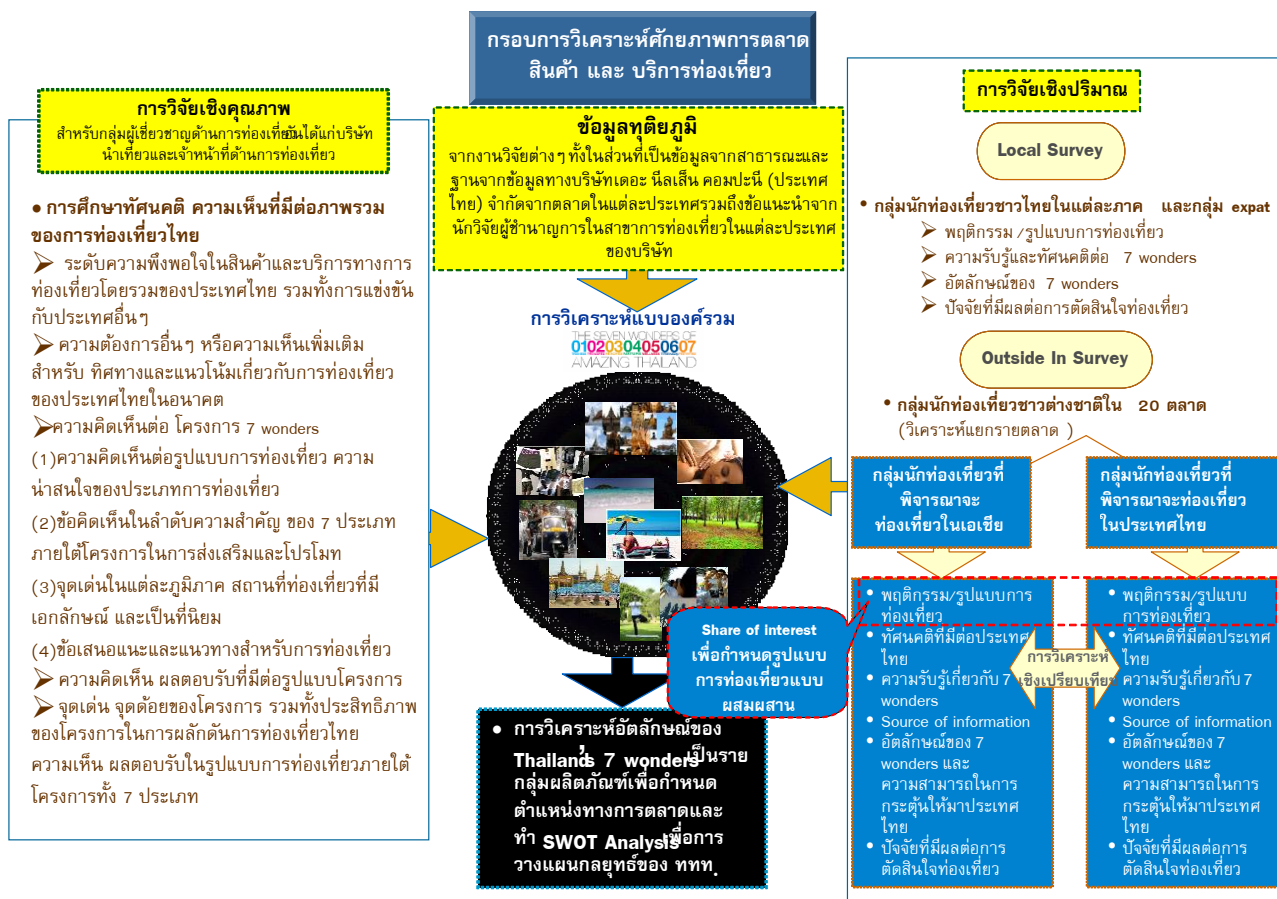 กรอบการวิเคราะห์ศักยภาพการตลาด
สินค้า และ บริการท่องเที่ยว
การวิจัยเชิงคุณภาพ
สำหรับกลุ่มผู้เชี่ยวชาญด้านการท่องเที่ยวอันได้แก่บริษัท
นำเที่ยวและเจ้าหน้าที่ด้านการท่องเที่ยว
• การศึกษาทัศนคติ ความเห็นที่มีต่อภาพรวม
ของการท่องเที่ยวไทย
➢ ระดับความพึงพอใจในสินค้าและบริการทางการ
ท่องเที่ยวโดยรวมของประเทศไทย รวมทั้งการแข่งขัน
กับประเทศอื่นๆ
➢ ความต้องการอื่นๆ หรือความเห็นเพิ่มเติม
สำหรับ ทิศทางและแนวโน้มเกี่ยวกับการท่องเที่ยว
ของประเทศไทยในอนาคต
➢ความคิดเห็นต่อ โครงการ 7 wonders
(1)ความคิดเห็นต่อรูปแบบการท่องเที่ยว ความ
น่าสนใจของประเภทการท่องเที่ยว
(2)ข้อคิดเห็นในลำดับความสำคัญ ของ 7 ประเภท
ภายใต้โครงการในการส่งเสริมและโปรโมท
(3)จุดเด่นในแต่ละภูมิภาค สถานที่ท่องเที่ยวที่มี
เอกลักษณ์ และเป็นที่นิยม
(4)ข้อเสนอแนะและแนวทางสำหรับการท่องเที่ยว
➢ ความคิดเห็น ผลตอบรับที่มีต่อรูปแบบโครงการ
➢ จุดเด่น จุดด้อยของโครงการ รวมทั้งประสิทธิภาพ
ของโครงการในการผลักดันการท่องเที่ยวไทย
ความเห็น ผลตอบรับในรูปแบบการท่องเที่ยวภายใต้
โครงการทั้ง 7 ประเภท
ข้อมูลทุติยภูมิ
จากงานวิจัยต่างๆ ทั้งในส่วนที่เป็นข้อมูลจากสาธารณะและ
ฐานจากข้อมูลทางบริษัทเดอะ นีลเส็น คอมปะนี (ประเทศ
ไทย) จำกัดจากตลาดในแต่ละประเทศรวมถึงข้อแนะนำจาก
นักวิจัยผู้ชำนาญการในสาขาการท่องเที่ยวในแต่ละประเทศ
ของบริษัท
การวิเคราะห์แบบองค์รวม
THE SEVEN WONDERS OF
01020304050607
AMAZING THAILAND
Share of interest
เพื่อกำหนดรูปแบบ
การท่องเที่ยวแบบ
ผสมผสาน
• การวิเคราะห์อัตลักษณ์ของ
Thailand's 7 wonders เป็นราย
กลุ่มผลิตภัณฑ์เพื่อกำหนด
ตำแหน่งทางการตลาดและ
ทำ SWOT Analysis เพื่อการ
วางแผนกลยุทธ์ของ ททท.
การวิจัยเชิงปริมาณ
Local Survey
• กลุ่มนักท่องเที่ยวชาวไทยในแต่ละภาค และกลุ่ม expat
➢ พฤติกรรม /รูปแบบการท่องเที่ยว
➢ ความรับรู้และทัศนคติต่อ 7 wonders
➢ อัตลักษณ์ของ 7 wonders
➢ ปัจจัยที่มีผลต่อการตัดสินใจท่องเที่ยว
Outside In Survey
• กลุ่มนักท่องเที่ยวชาวต่างชาติใน 20 ตลาด
(วิเคราะห์แยกรายตลาด )
กลุ่มนักท่องเที่ยวที่
พิจารณาจะ
ท่องเที่ยวในเอเชีย
กลุ่มนักท่องเที่ยวที่
พิจารณาจะท่องเที่ยว
ในประเทศไทย
• พฤติกรรม/รูปแบบการ
ท่องเที่ยว
• ทัศนคติที่มีต่อประเทศ
ไทย
• ความรับรู้เกี่ยวกับ 7
wonders
• Source of information
• อัตลักษณ์ของ 7
wonders และ
ความสามารถในการ
กระตุ้นให้มาประเทศ
ไทย
• ปัจจัยที่มีผลต่อการ
ตัดสินใจท่องเที่ยว
การวิเคราะห์
เชิงเปรียบเทียบ
• พฤติกรรม/รูปแบบ
การท่องเที่ยว
• ทัศนคติที่มีต่อประเทศ
ไทย
• ความรับรู้เกี่ยวกับ 7
wonders
• Source of information
• อัตลักษณ์ของ 7
wonders และ
ความสามารถในการ
กระตุ้นให้มาประเทศ
ไทย
• ปัจจัยที่มีผลต่อการ
ตัดสินใจท่องเที่ยว